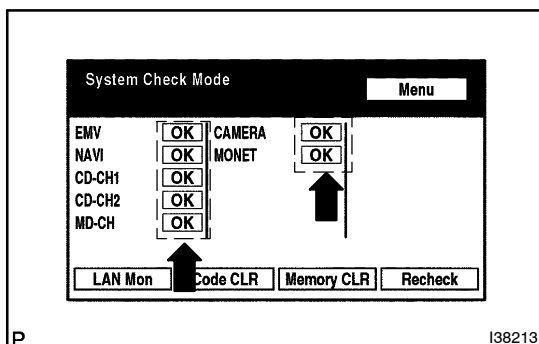 System Check Mode
Menu
EMV OK CAMERA OK
NAVI OK MONET OK
CD-CH1 OK
CD-CH2 OK
MD-CH OK
LAN Mon Code CLR Memory CLR Recheck
P I38213